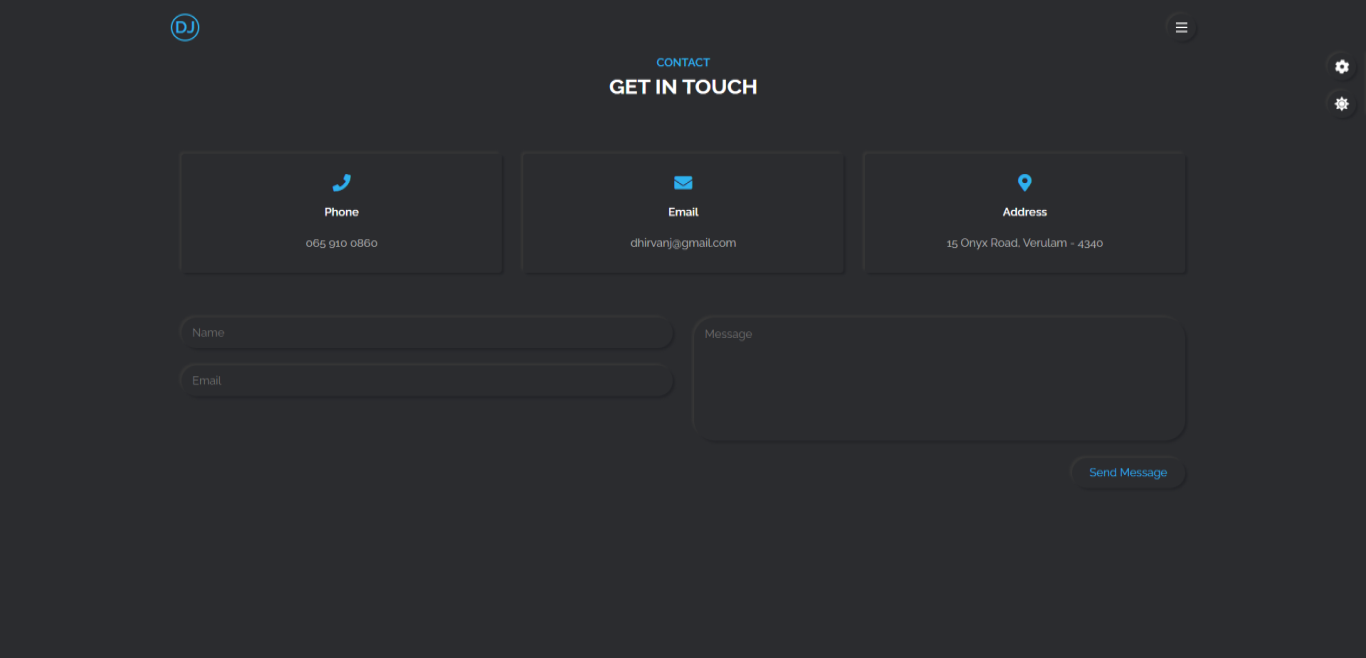 DJ
CONTACT
GET IN TOUCH
Phone
065 910 0860
Email
dhirvanj@gmail.com
Address
15 Onyx Road, Verulam - 4340
Name
Email
Message
Send Message